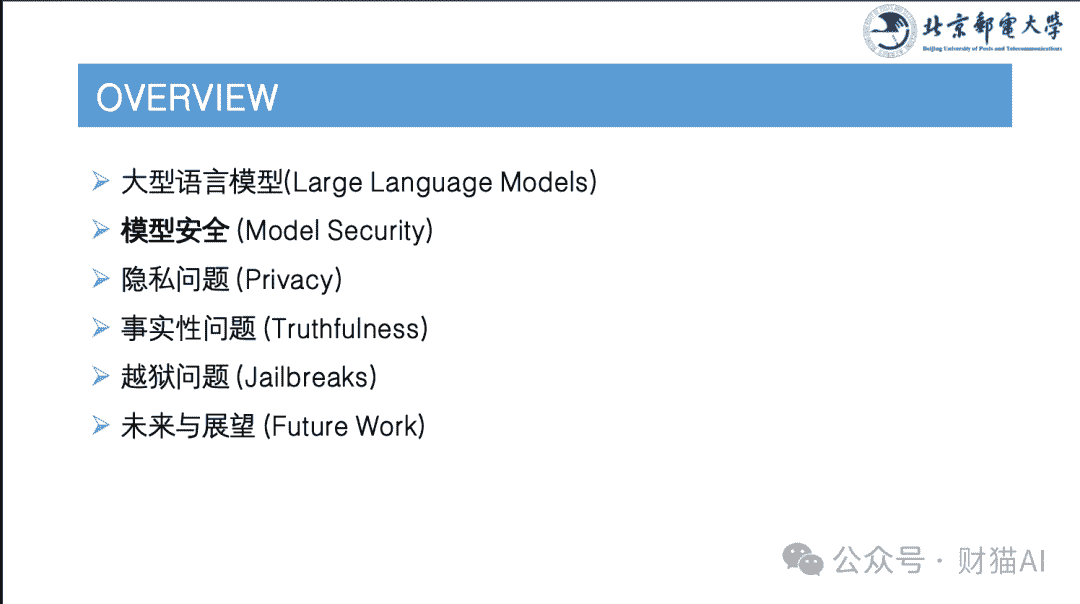 北京郵電大學
Beijing University of Posts and Telecommunications
OVERVIEW
大型语言模型(Large Language Models)
模型安全 (Model Security)
隐私问题 (Privacy)
事实性问题 (Truthfulness)
越狱问题 (Jailbreaks)
未来与展望 (Future Work)
公众号 · 财猫AI